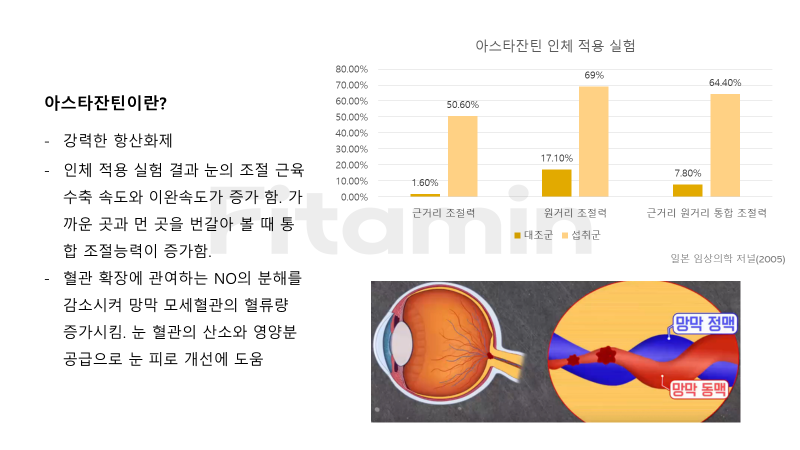 아스타잔틴이란?
- 강력한 항산화제
- 인체 적용 실험 결과 눈의 조절 근육
수축 속도와 이완속도가 증가 함. 가
까운 곳과 먼 곳을 번갈아 볼 때 통
합 조절능력이 증가함.
- 혈관 확장에 관여하는 NO의 분해를
감소시켜 망막 모세혈관의 혈류량
증가시킴. 눈 혈관의 산소와 영양분
공급으로 눈 피로 개선에 도움
Fitamin
아스타잔틴 인체 적용 실험
80.00%
70.00%
60.00%
50.00%
40.00%
30.00%
20.00%
10.00%
0.00%
1.60%
50.60%
17.10%
69%
7.80%
64.40%
근거리 조절력
원거리 조절력
근거리 원거리 통합 조절력
대조군
섭취군
일본 임상의학 저널(2005)
망막 정맥
망막 동맥